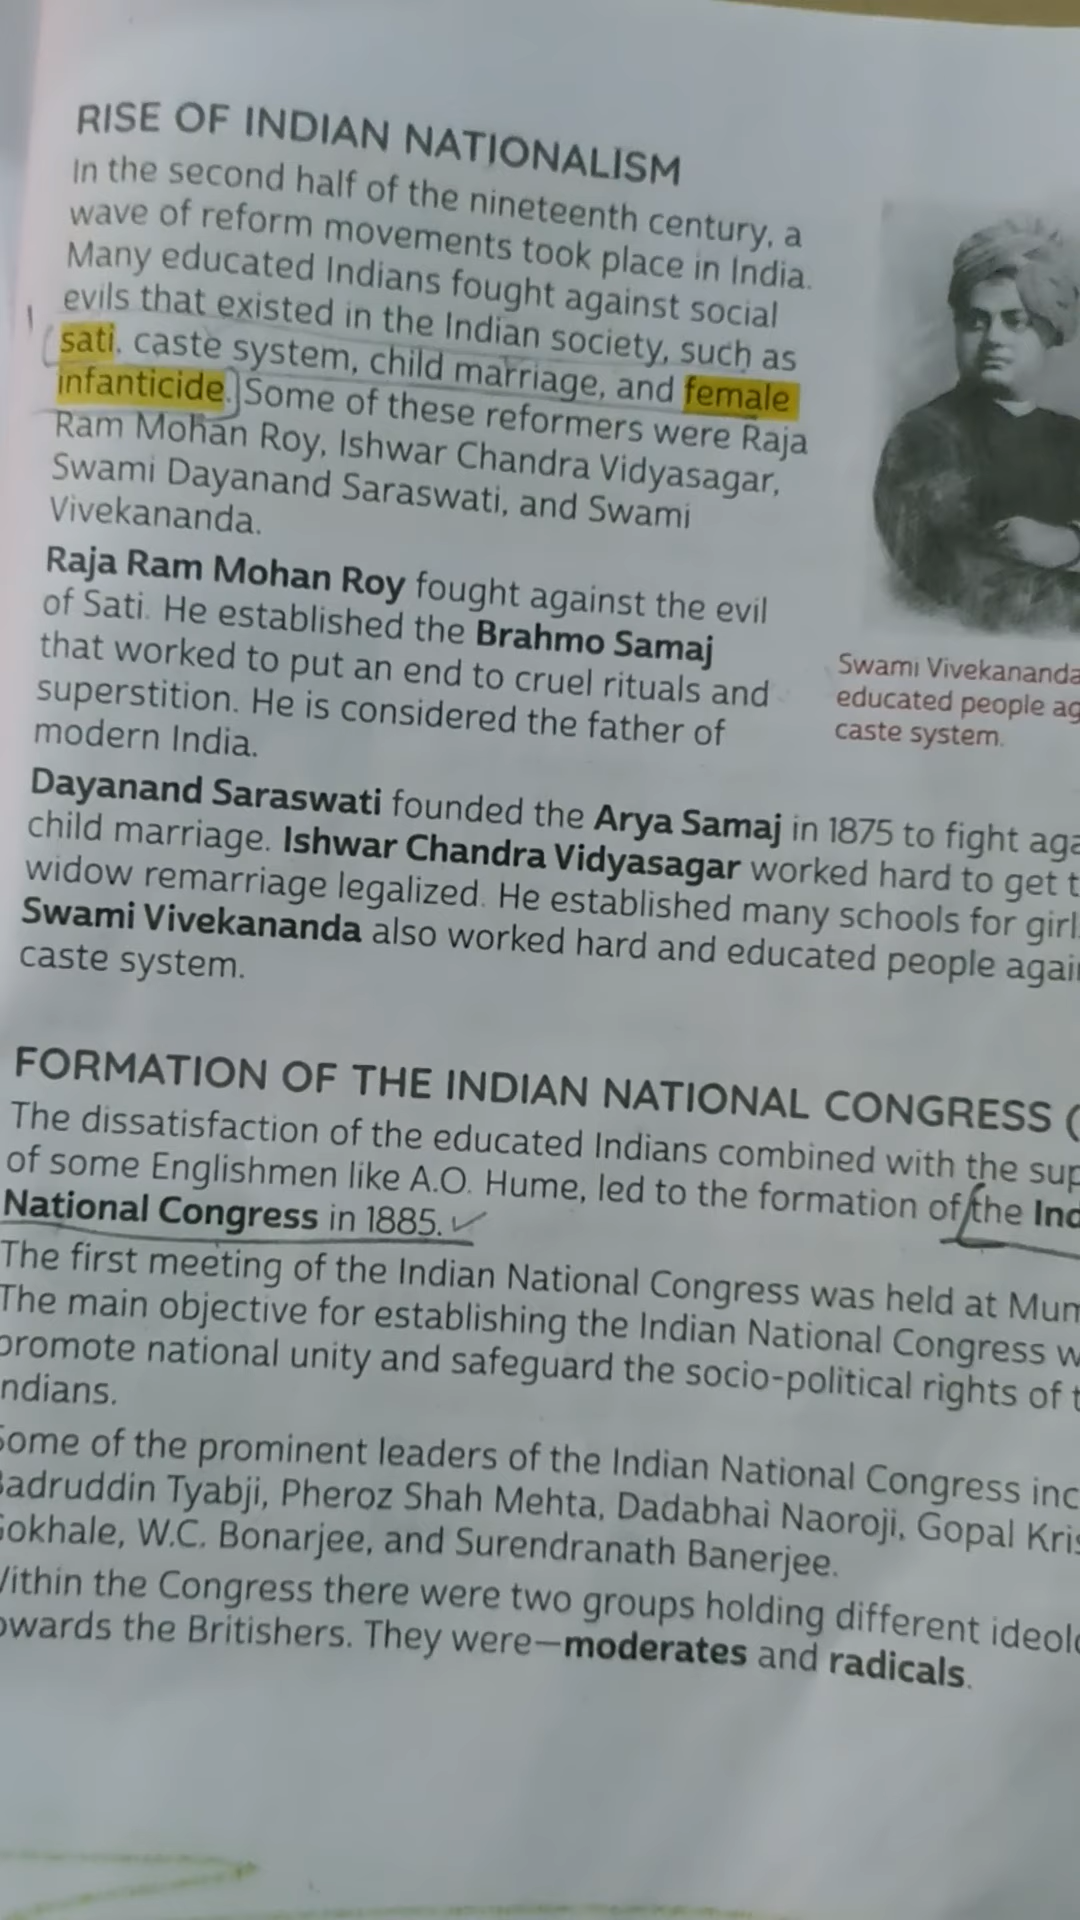 RISE OF INDIAN NATIONALISM
In the second half of the nineteenth century, a
wave of reform movements took place in India.
Many educated Indians fought against social
evils that existed in the Indian society, such as
sati, caste system, child marriage, and female
infanticide. Some of these reformers were Raja
Ram Mohan Roy, Ishwar Chandra Vidyasagar,
Swami Dayanand Saraswati, and Swami
Vivekananda.
Raja Ram Mohan Roy fought against the evil
of Sati. He established the Brahmo Samaj
that worked to put an end to cruel rituals and
superstition. He is considered the father of
modern India.
Swami Vivekananda
educated people
caste system.
Dayanand Saraswati founded the Arya Samaj in 1875 to fight
child marriage. Ishwar Chandra Vidyasagar worked hard to get
widow remarriage legalized. He established many schools for
Swami Vivekananda also worked hard and educated people
caste system.
FORMATION OF THE INDIAN NATIONAL CONGRESS (
The dissatisfaction of the educated Indians combined with the
of some Englishmen like A.O. Hume, led to the formation of the
National Congress in 1885.
The first meeting of the Indian National Congress was held at
The main objective for establishing the Indian National Congress
promote national unity and safeguard the socio-political rights of
ndians.
Some of the prominent leaders of the Indian National Congress
Badruddin Tyabji, Pheroz Shah Mehta, Dadabhai Naoroji, Gopal
Gokhale, W.C. Bonarjee, and Surendranath Banerjee.
Within the Congress there were two groups holding different
owards the Britishers. They were—moderates and radicals.